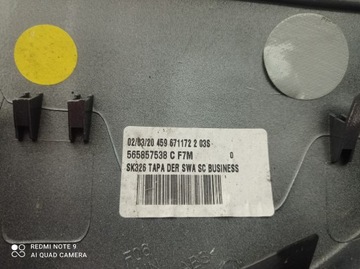 02/03/20 459 671172 2 03S
565857538 C F7M 0
SK326 TAPA DER SWA SC BUSINESS
REDMI NOTE 9
AI QUAD CAMERA